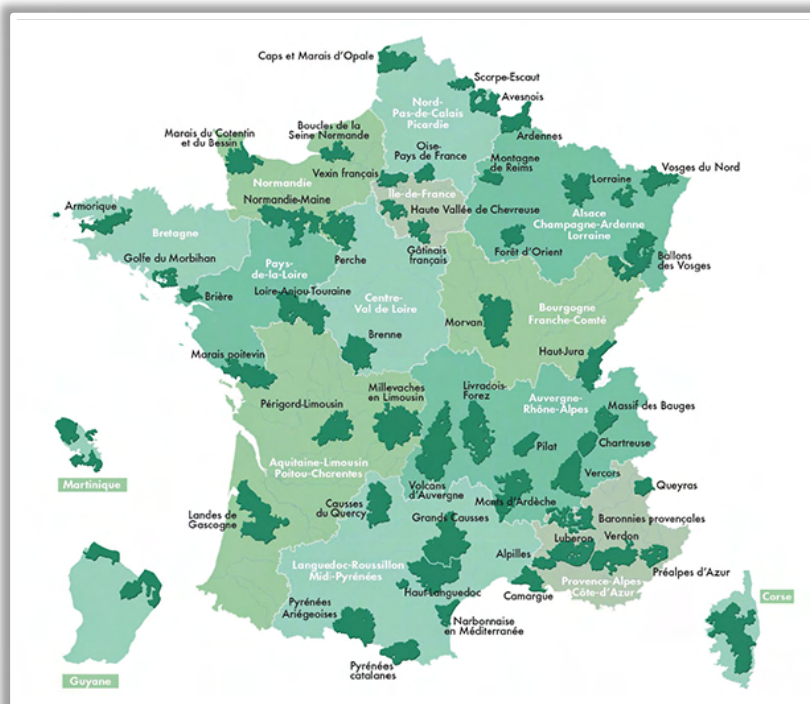 Caps et Marais d'Opale
Scarpe-Escaut
Avesnois
Nord-
Pas-de-Calais
Picardie
Ardennes
Marais du Cotentin
et du Bessin
Boucles de la
Seine Normande
Oise-
Pays de France
Montagne
de Reims
Vosges du Nord
Vexin français
Lorraine
Normandie
Île-de-France
Normandie-Maine
Haute Vallée de Chevreuse
Armorique
Alsace
Champagne-Ardenne
Lorraine
Bretagne
Golfe du Morbihan
Perche
Gâtinais
français
Forêt d'Orient
Ballons
des Vosges
Pays-
de-la-Loire
Brière
Loire-Anjou-Touraine
Centre-
Val de Loire
Bourgogne
Franche-Comté
Morvan
Brenne
Haut-Jura
Marais poitevin
Millevaches
en Limousin
Livradois-
Forez
Auvergne-
Rhône-Alpes
Périgord-Limousin
Massif des Bauges
Pilat
Chartreuse
Aquitaine-Limousin
Poitou-Charentes
Vercors
Martinique
Volcans
d'Auvergne
Monts d'Ardèche
Queyras
Landes de
Gascogne
Causses
du Quercy
Grands Causses
Baronnies provençales
Luberon
Verdon
Alpilles
Languedoc-Roussillon
Midi-Pyrénées
Préalpes d'Azur
Provence-Alpes
Côte-d'Azur
Haut-Languedoc
Camargue
Corse
Pyrénées
Ariégeoises
Narbonnaise
en Méditerranée
Pyrénées
catalanes
Guyane